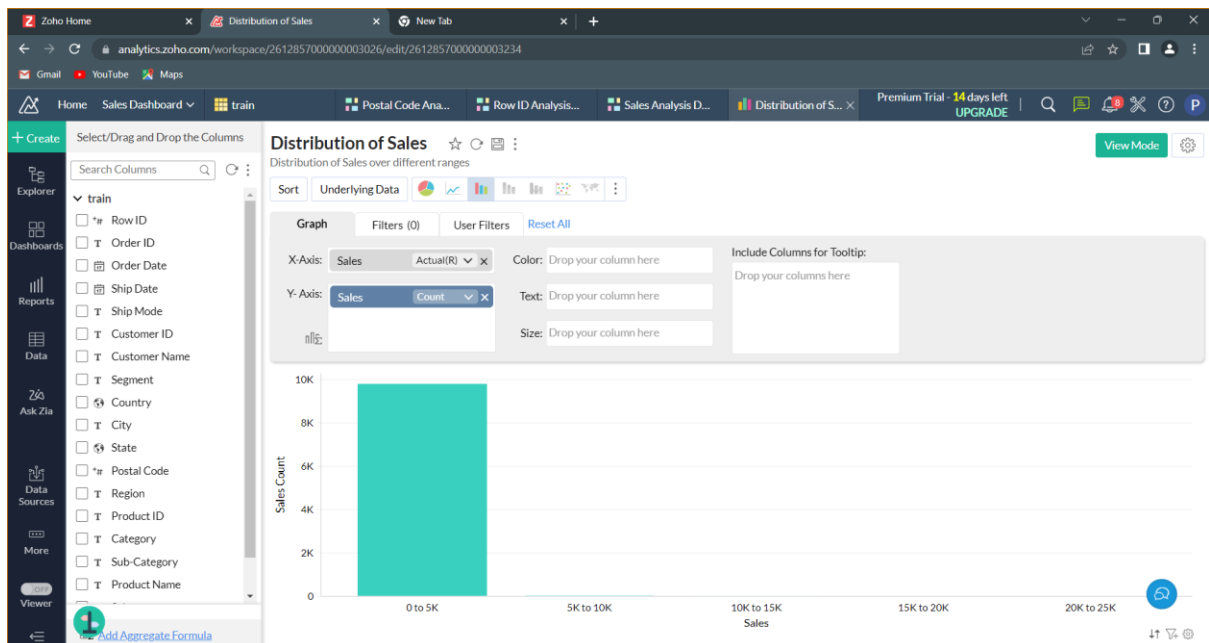 Zoho Home
Distribution of Sales
New Tab
analytics.zoho.com/workspace/2612857000000003026/edit/2612857000000003234
Gmail YouTube Maps
Home Sales Dashboard train Postal Code Ana... Row ID Analysis... Sales Analysis D... Distribution of S... Premium Trial - 14 days left
UPGRADE
8
P
+ Create
Explorer
Dashboards
Reports
Data
Ask Zia
Data
Sources
More
OFF
Viewer
Select/Drag and Drop the Columns
Search Columns
train
Row ID
T Order ID
Order Date
Ship Date
T Ship Mode
T Customer ID
T Customer Name
T Segment
Country
T City
State
Postal Code
T Region
T Product ID
T Category
T Sub-Category
T Product Name
Add Aggregate Formula
Distribution of Sales
Distribution of Sales over different ranges
View Mode
Sort Underlying Data
Graph Filters (0) User Filters Reset All
X-Axis: Sales Actual(R) Color: Drop your column here
Y- Axis: Sales Count Text: Drop your column here
Size: Drop your column here
Include Columns for Tooltip:
Drop your columns here
10K
8K
6K
4K
2K
0
Sales Count
0 to 5K 5K to 10K 10K to 15K 15K to 20K 20K to 25K
Sales